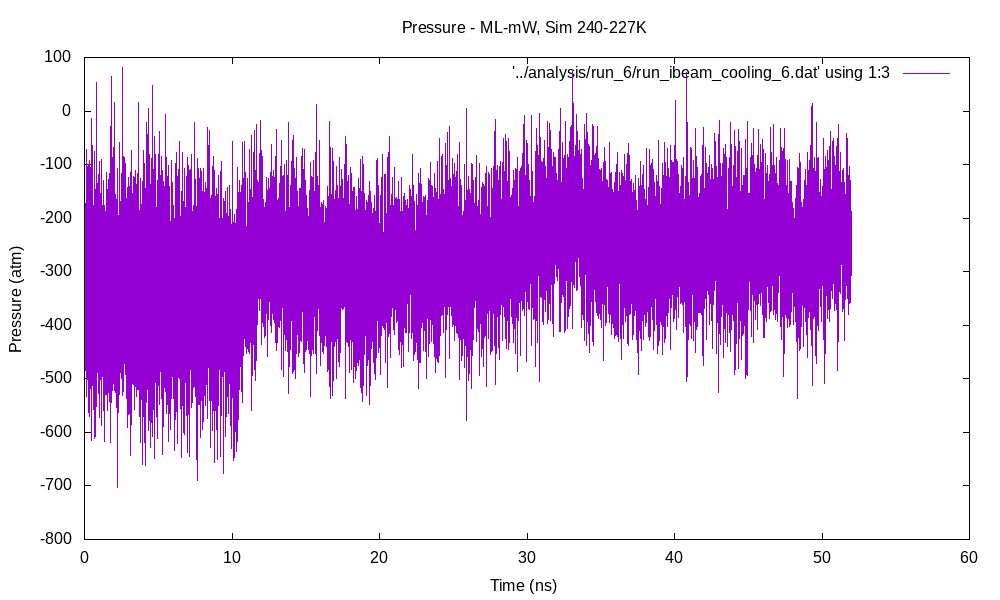 Pressure - ML-mW, Sim 240-227K
'../analysis/run_6/run_ibeam_cooling_6.dat' using 1:3
Pressure (atm)
100
0
-100
-200
-300
-400
-500
-600
-700
-800
0 10 20 30 40 50 60
Time (ns)